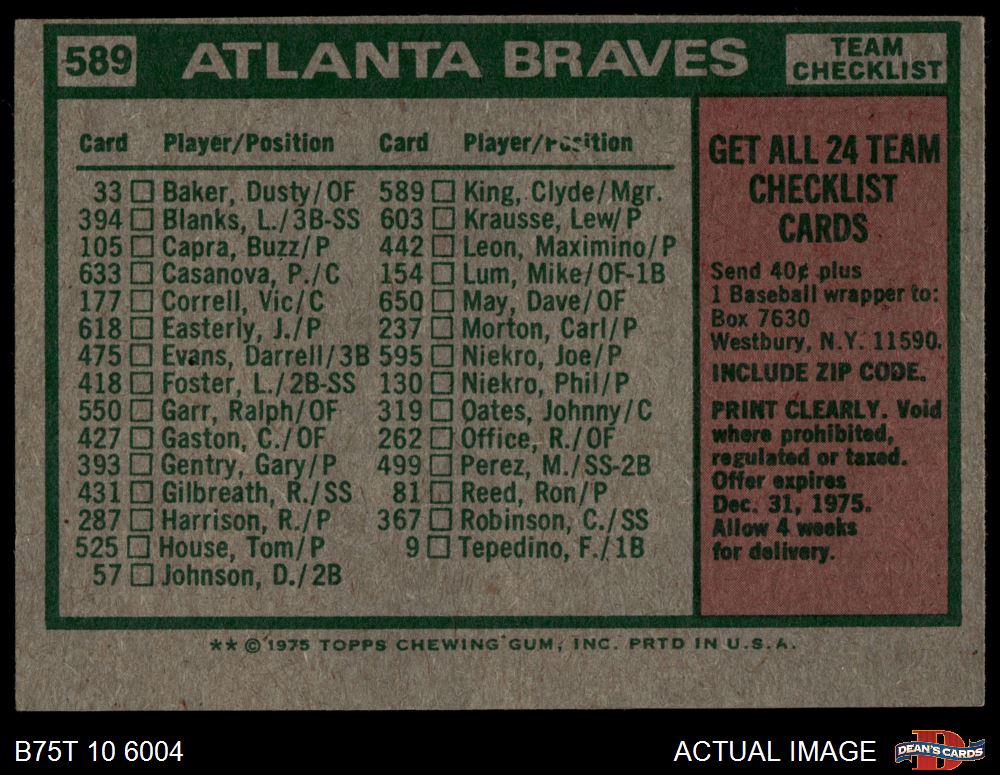 589 ATLANTA BRAVES TEAM CHECKLIST
Card Player/Position Card Player/Position
33 Baker, Dusty/OF 589 King, Clyde/Mgr.
394 Blanks, L./3B-SS 603 Krausse, Lew/P
105 Capra, Buzz/P 442 Leon, Maximino/P
633 Casanova, P./C 154 Lum, Mike/OF-1B
177 Correll, Vic/C 650 May, Dave/OF
618 Easterly, J./P 237 Morton, Carl/P
475 Evans, Darrell/3B 595 Niekro, Joe/P
418 Foster, L./2B-SS 130 Niekro, Phil/P
550 Garr, Ralph/OF 319 Oates, Johnny/C
427 Gaston, C./OF 262 Office, R./OF
393 Gentry, Gary/P 499 Perez, M./SS-2B
431 Gilbreath, R./SS 81 Reed, Ron/P
287 Harrison, R./P 367 Robinson, C./SS
525 House, Tom/P 9 Tepedino, F./1B
57 Johnson, D./2B
GET ALL 24 TEAM
CHECKLIST
CARDS
Send 40¢ plus
1 Baseball wrapper to:
Box 7630
Westbury, N.Y. 11590.
INCLUDE ZIP CODE.
PRINT CLEARLY. Void
where prohibited,
regulated or taxed.
Offer expires
Dec. 31, 1975.
Allow 4 weeks
for delivery.
** © 1975 TOPPS CHEWING GUM, INC. PRTD IN U.S.A.
B75T 10 6004 ACTUAL IMAGE DEAN'S CARDS